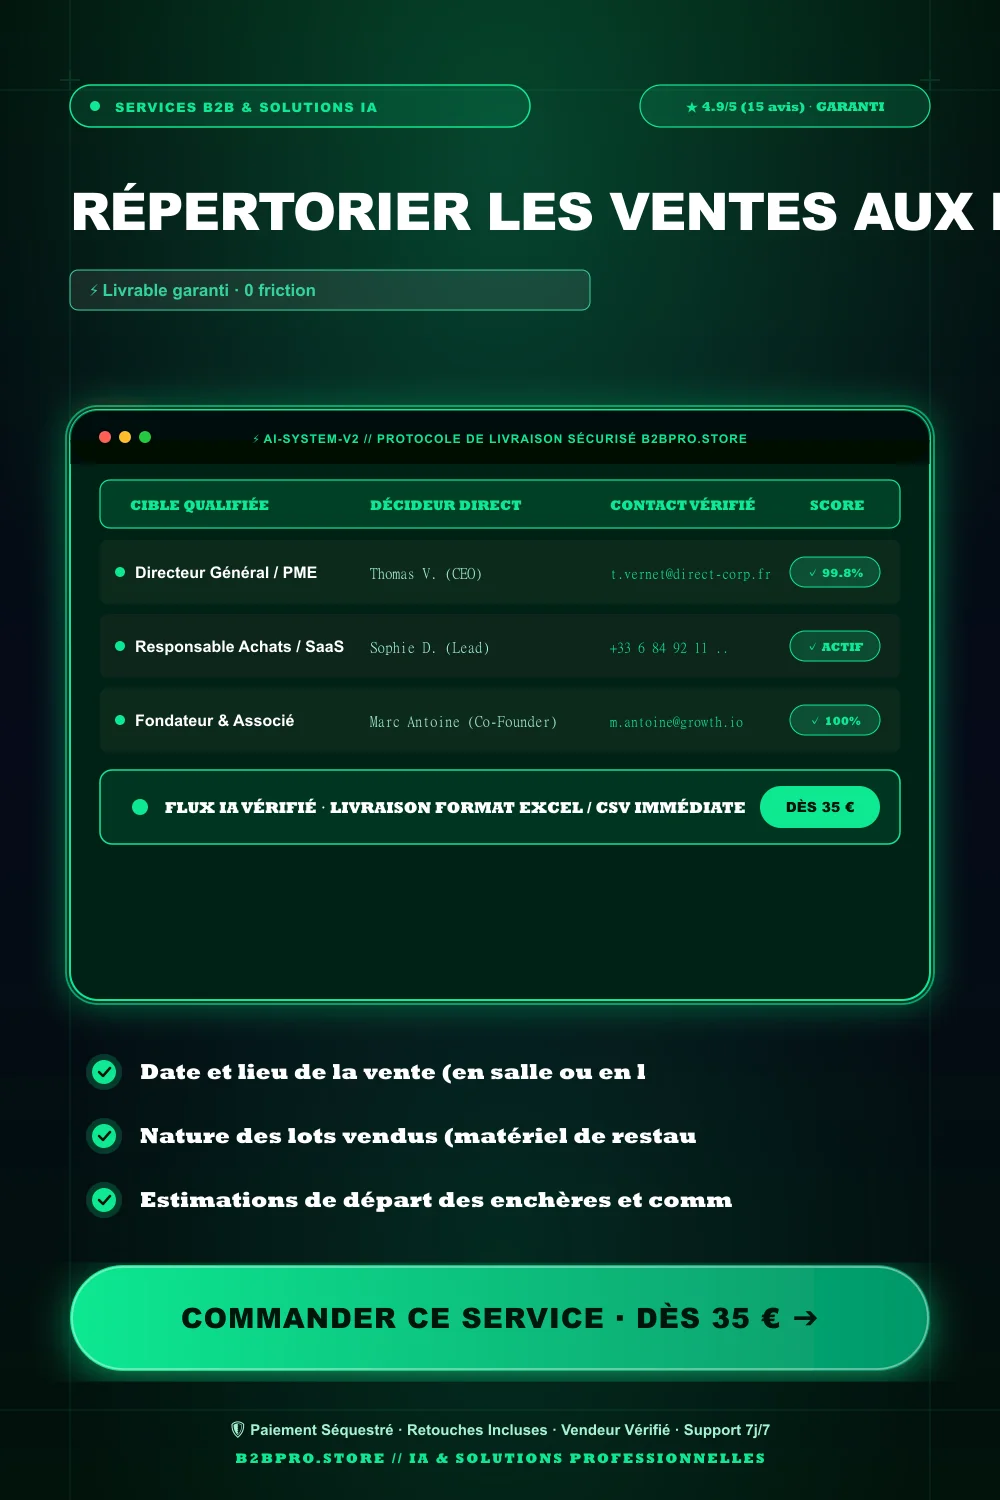 SERVICES B2B & SOLUTIONS IA
★ 4.9/5 (15 avis) · GARANTI
RÉPERTORIER LES VENTES AUX
⚡ Livrable garanti · 0 friction
⚡ AI-SYSTEM-V2 // PROTOCOLE DE LIVRAISON SÉCURISÉ B2BPRO.STORE
CIBLE QUALIFIÉE DÉCIDEUR DIRECT CONTACT VÉRIFIÉ SCORE
Directeur Général / PME Thomas V. (CEO) t.vernet@direct-corp.fr ✓ 99.8%
Responsable Achats / SaaS Sophie D. (Lead) +33 6 84 92 11 .. ✓ ACTIF
Fondateur & Associé Marc Antoine (Co-Founder) m.antoine@growth.io ✓ 100%
FLUX IA VÉRIFIÉ · LIVRAISON FORMAT EXCEL / CSV IMMÉDIATE DÈS 35 €
Date et lieu de la vente (en salle ou en l
Nature des lots vendus (matériel de restau
Estimations de départ des enchères et comm
COMMANDER CE SERVICE · DÈS 35 € ➔
🛡 Paiement Séquestré · Retouches Incluses · Vendeur Vérifié · Support 7j/7
B2BPRO.STORE // IA & SOLUTIONS PROFESSIONNELLES